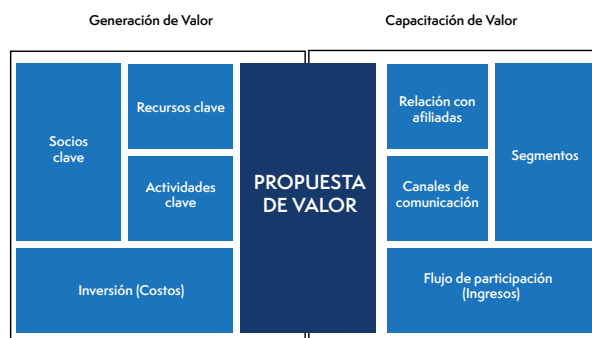 Generación de Valor
Capacitación de Valor
Socios
clave
Recursos clave
Actividades
clave
PROPUESTA
DE VALOR
Relación con
afiliadas
Canales de
comunicación
Segmentos
Inversión (Costos)
Flujo de participación
(Ingresos)